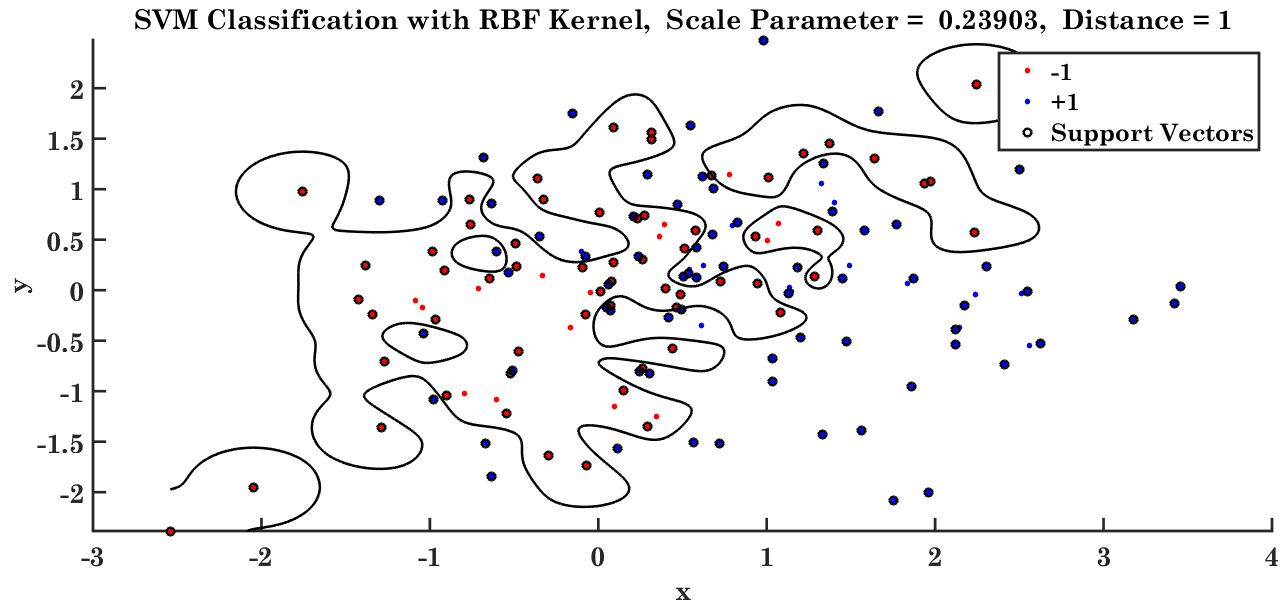 SVM Classification with RBF Kernel, Scale Parameter = 0.23903, Distance = 1
-1
+1
Support Vectors
2
1.5
1
0.5
0
-0.5
-1
-1.5
-2
y
-3 -2 -1 0 1 2 3 4
x